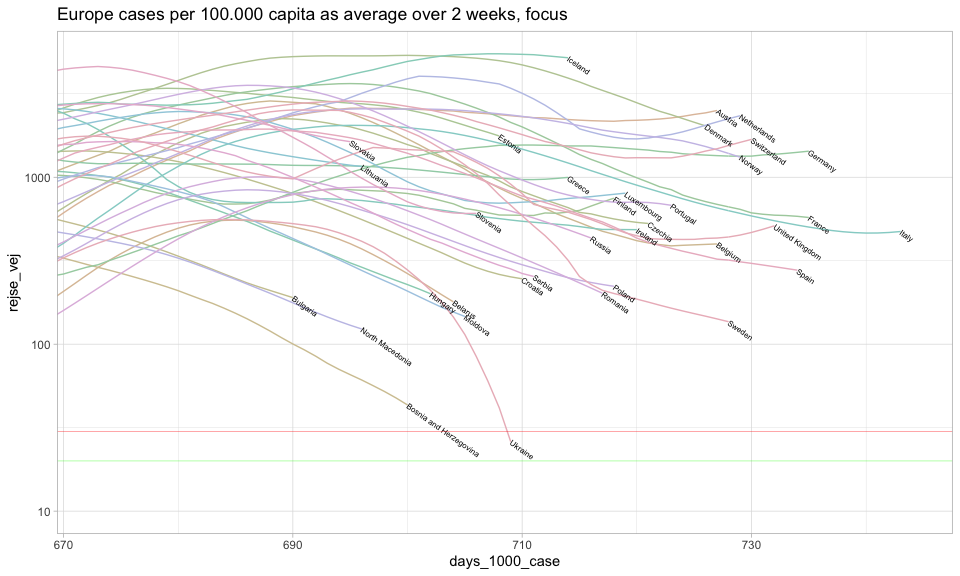 Europe cases per 100.000 capita as average over 2 weeks, focus
Iceland
Austria
Netherlands
Denmark
Switzerland
Norway
Germany
Estonia
Slovakia
Lithuania
1000
Greece
Luxembourg
Finland
Portugal
Slovenia
Czechia
Ireland
France
United Kingdom
Italy
Russia
Belgium
Spain
Serbia
Croatia
Poland
Romania
Hungary
Belarus
Moldova
Bulgaria
North Macedonia
Sweden
rejse_vej
100
Bosnia and Herzegovina
Ukraine
10
670
690
710
730
days_1000_case